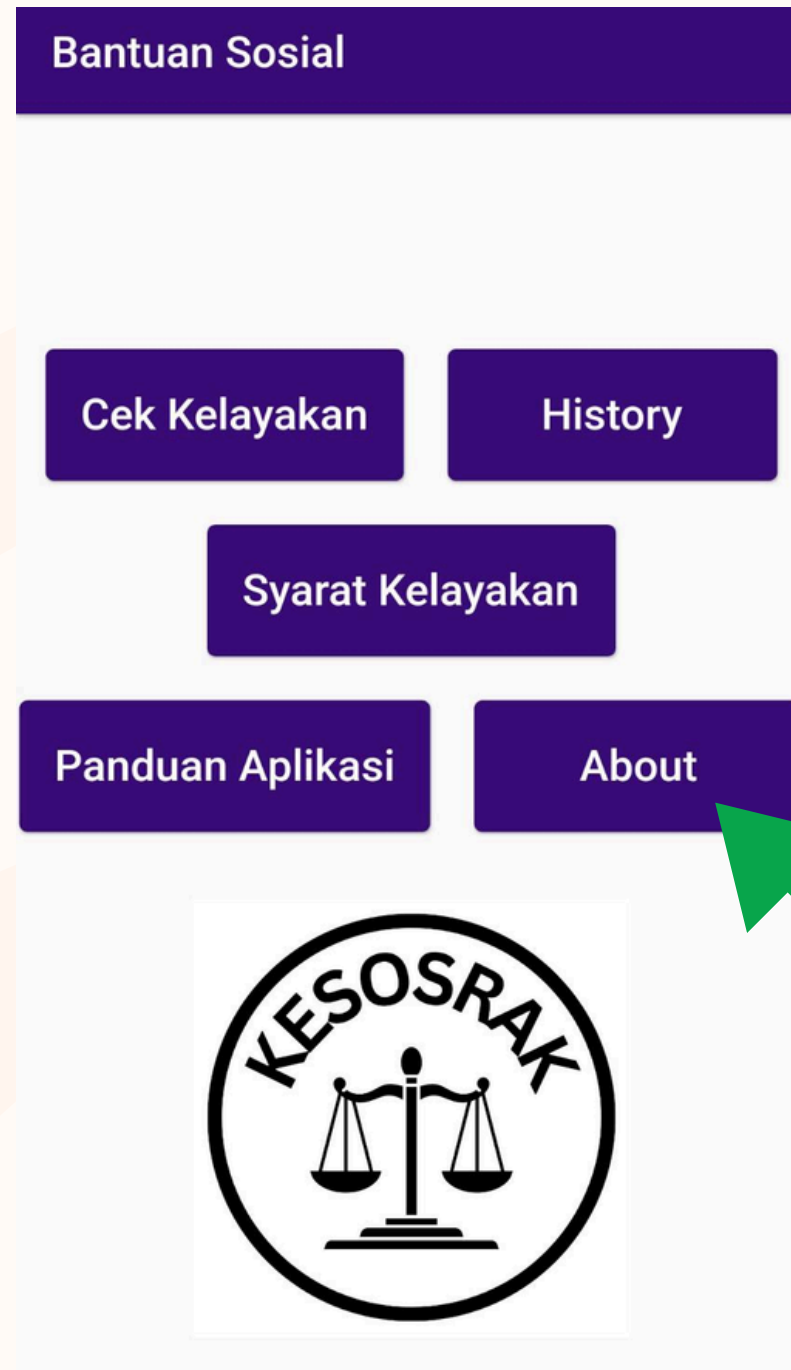 Bantuan Sosial
Cek Kelayakan
History
Syarat Kelayakan
Panduan Aplikasi
About
KESOSRAK